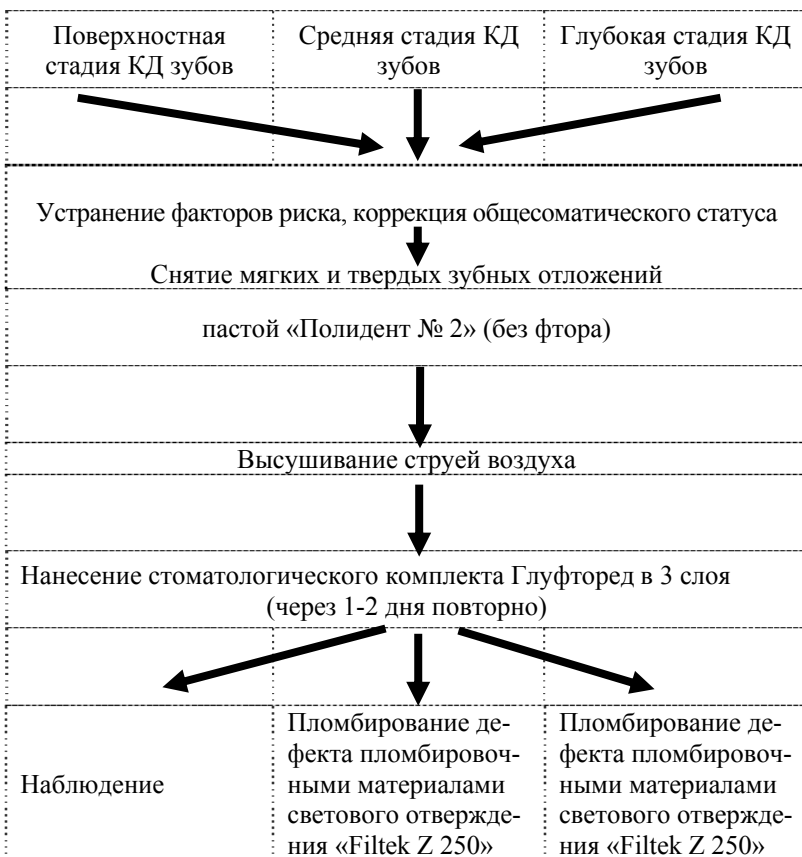 Поверхностная
стадия КД зубов
Средняя стадия КД
зубов
Глубокая стадия КД
зубов
Устранение факторов риска, коррекция общесоматического статуса
Снятие мягких и твердых зубных отложений
пастой «Полидент № 2» (без фтора)
Высушивание струей воздуха
Нанесение стоматологического комплекта Глуфторед в 3 слоя
(через 1-2 дня повторно)
Наблюдение
Пломбирование де-
фекта пломбировоч-
ными материалами
светового отвержде-
ния «Filtek Z 250»
Пломбирование де-
фекта пломбировоч-
ными материалами
светового отвержде-
ния «Filtek Z 250»